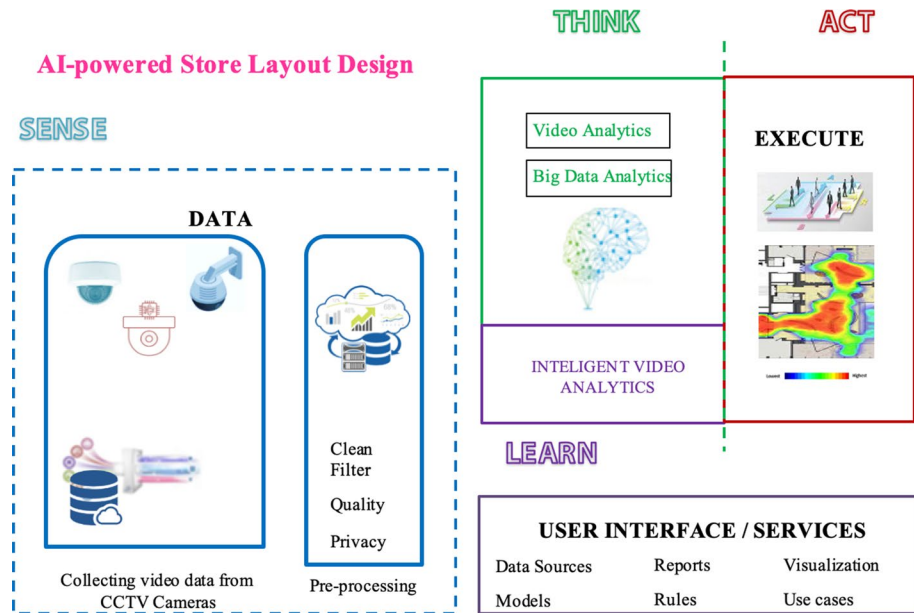 AI-powered Store Layout Design
SENSE
DATA
Clean
Filter
Quality
Privacy
Collecting video data from
CCTV Cameras
Pre-processing
THINK
ACT
Video Analytics
Big Data Analytics
EXECUTE
INTELIGENT VIDEO
ANALYTICS
Lowest
Highest
LEARN
USER INTERFACE / SERVICES
Data Sources
Reports
Visualization
Models
Rules
Use cases